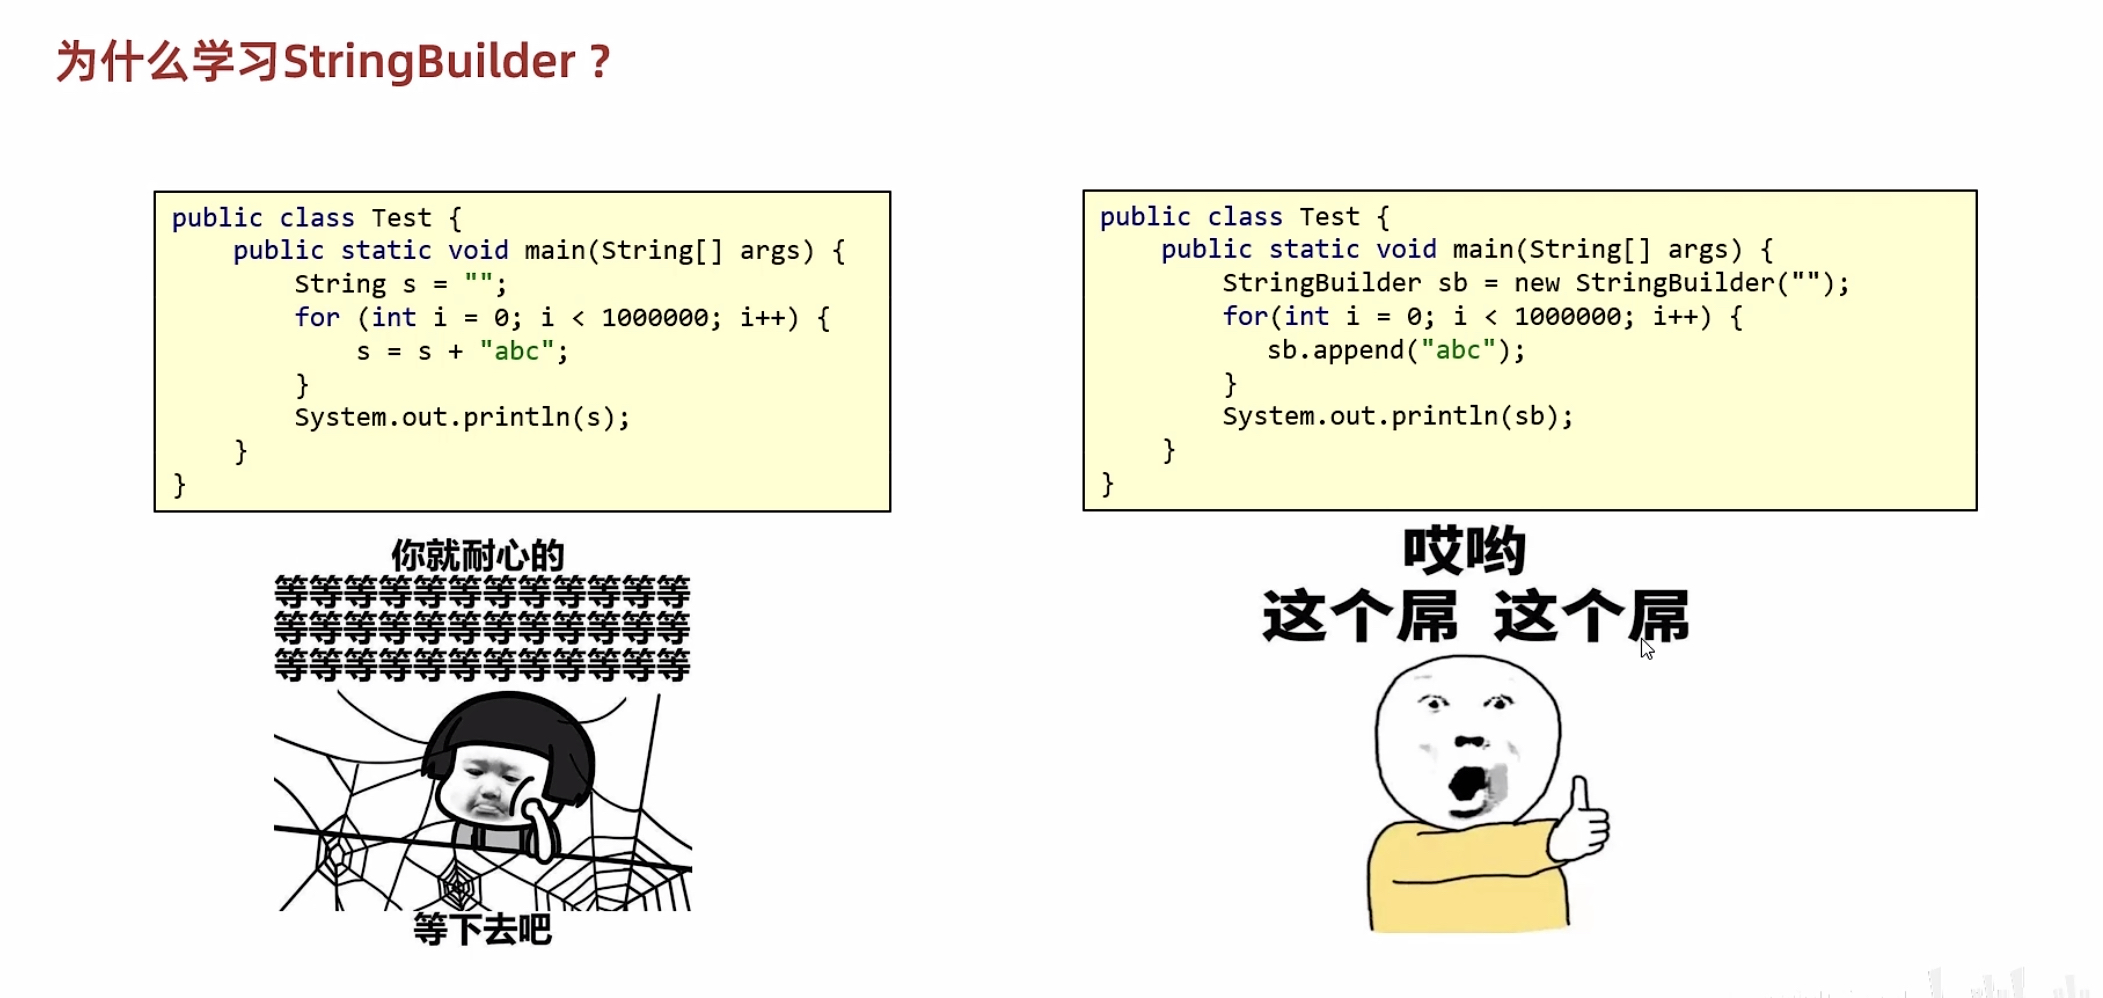 为什么学习StringBuilder？
public class Test {
    public static void main(String[] args) {
        String s = "";
        for (int i = 0; i < 1000000; i++) {
            s = s + "abc";
        }
        System.out.println(s);
    }
}
你就耐心的
等等等等等等等等等等等等
等等等等等等等等等等等等
等等等等等等等等等等等等
等下去吧
public class Test {
    public static void main(String[] args) {
        StringBuilder sb = new StringBuilder("");
        for(int i = 0; i < 1000000; i++) {
           sb.append("abc");
        }
        System.out.println(sb);
    }
}
哎哟
这个屌 这个屌